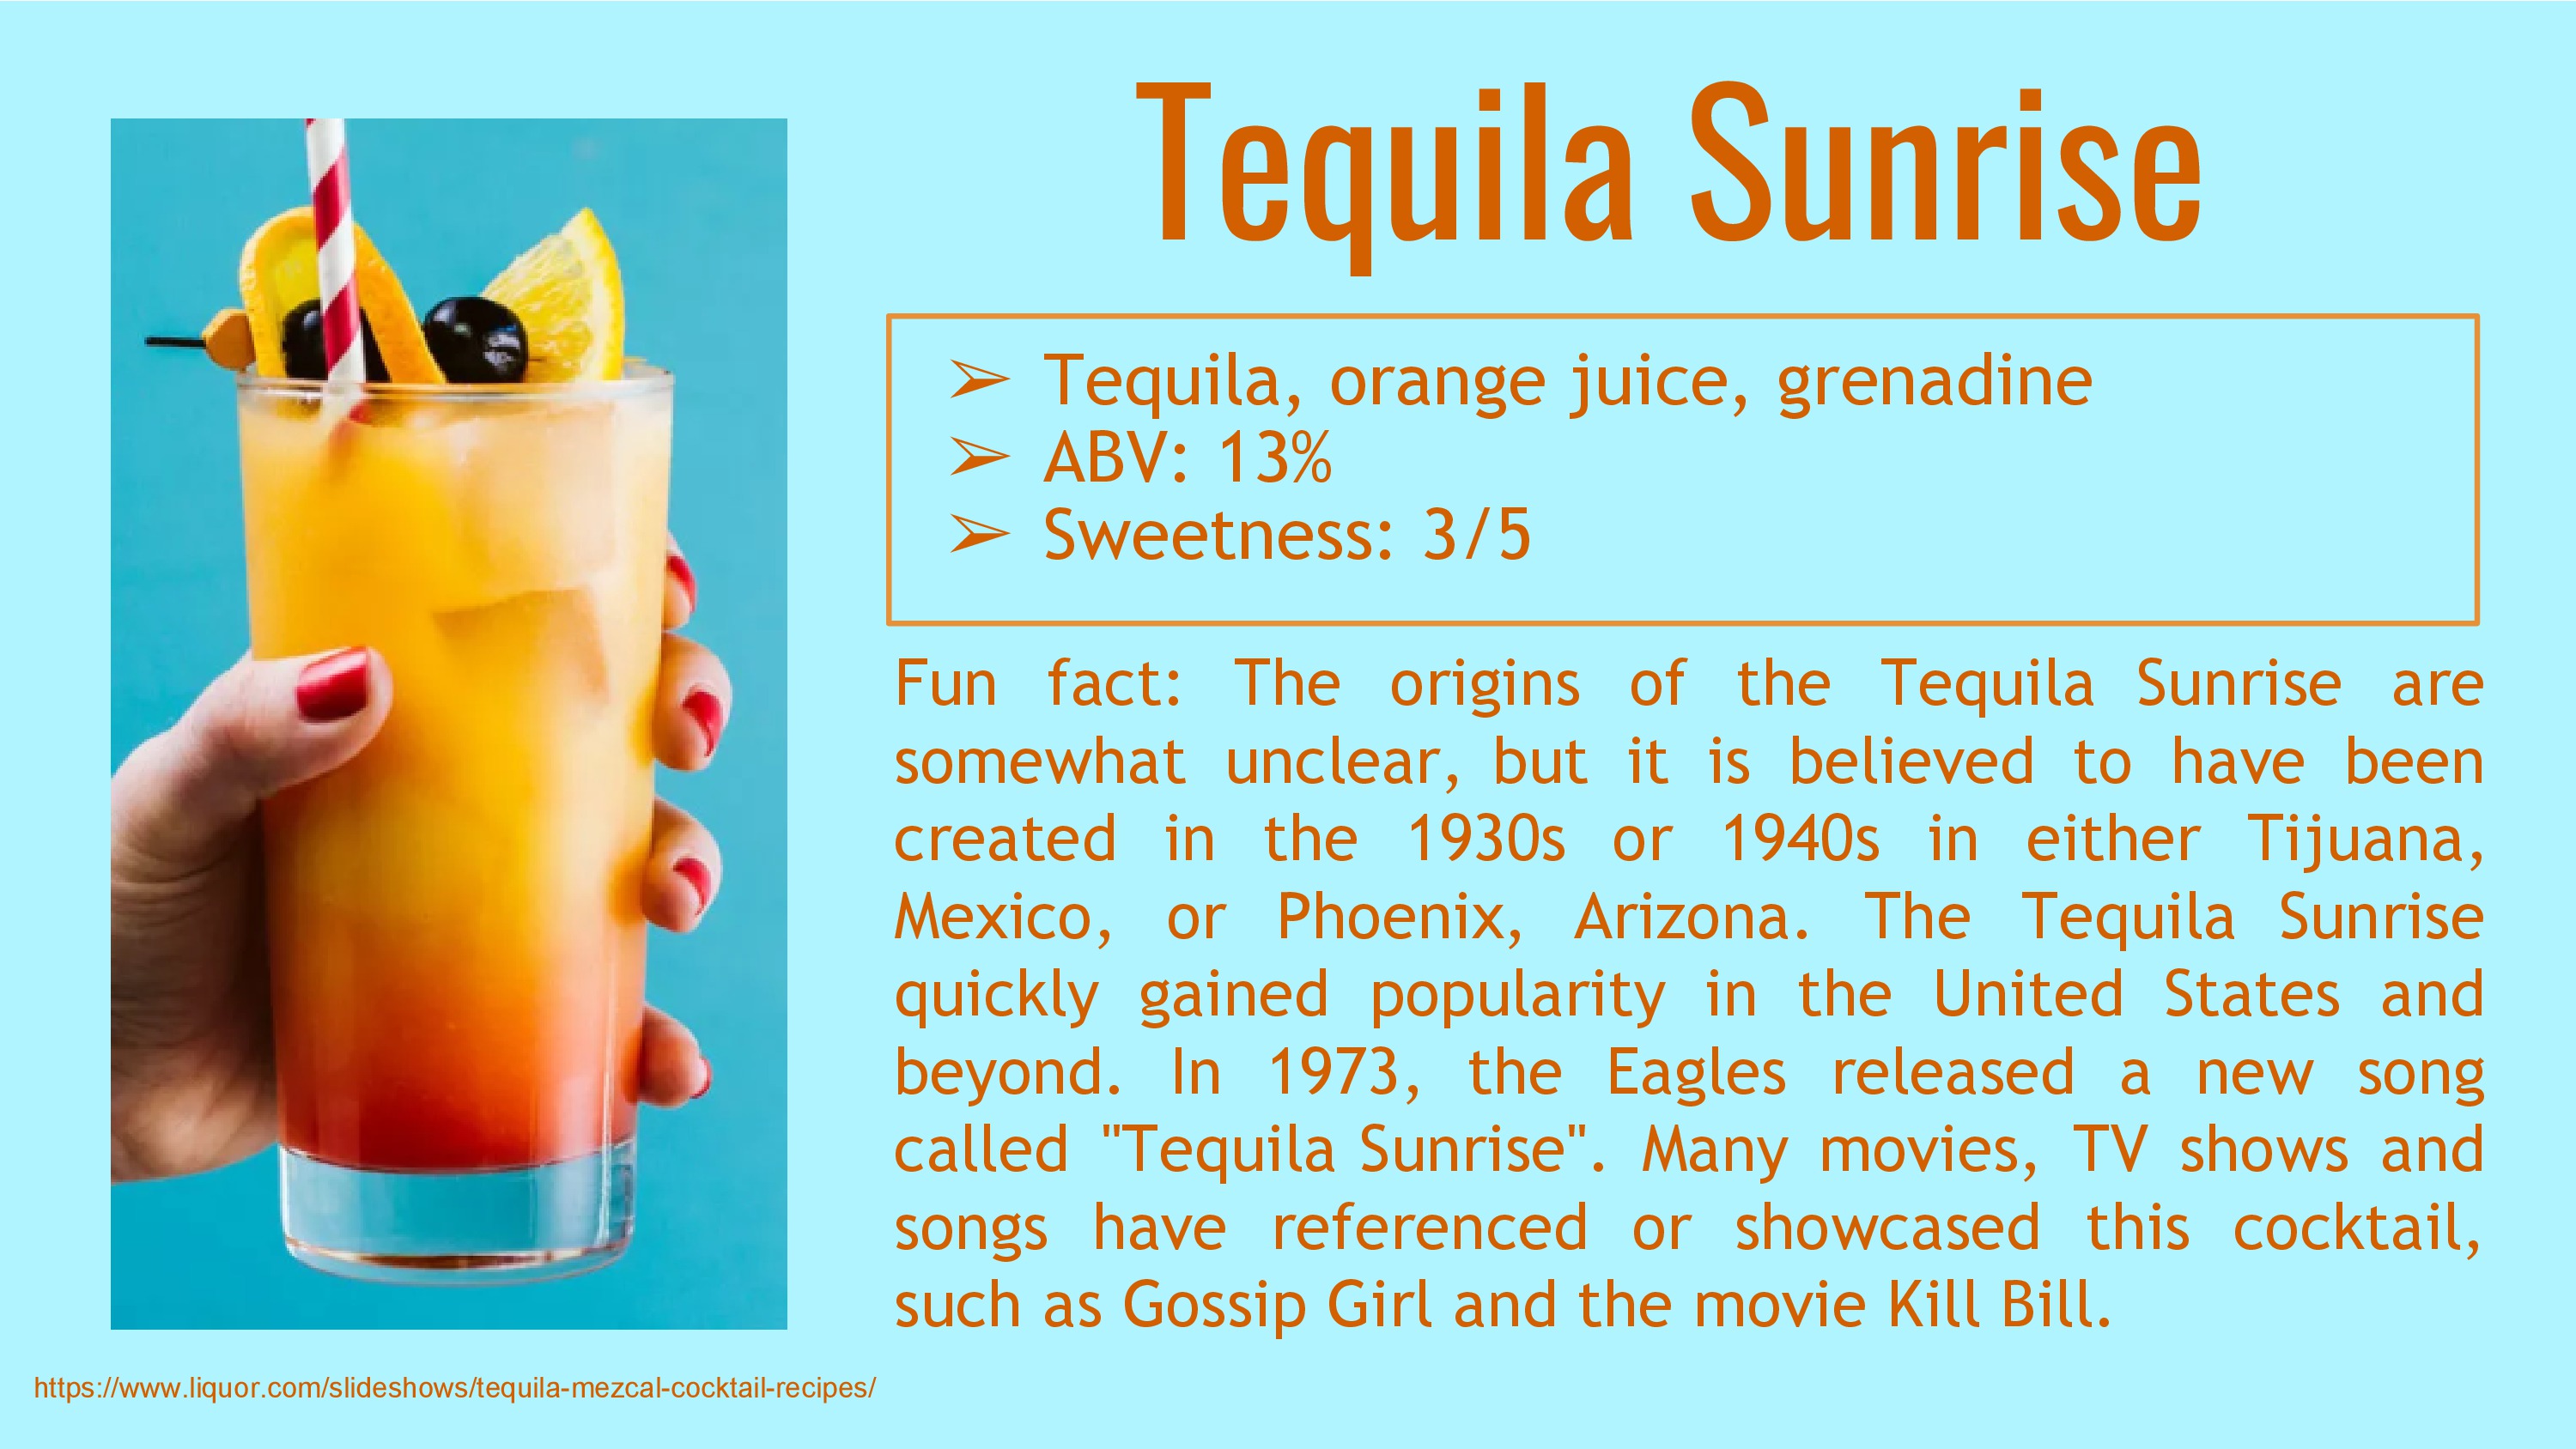 Tequila Sunrise
➢ Tequila, orange juice, grenadine
➢ ABV: 13%
➢ Sweetness: 3/5
Fun fact: The origins of the Tequila Sunrise are
somewhat unclear, but it is believed to have been
created in the 1930s or 1940s in either Tijuana,
Mexico, or Phoenix, Arizona. The Tequila Sunrise
quickly gained popularity in the United States and
beyond. In 1973, the Eagles released a new song
called "Tequila Sunrise". Many movies, TV shows and
songs have referenced or showcased this cocktail,
such as Gossip Girl and the movie Kill Bill.
https://www.liquor.com/slideshows/tequila-mezcal-cocktail-recipes/